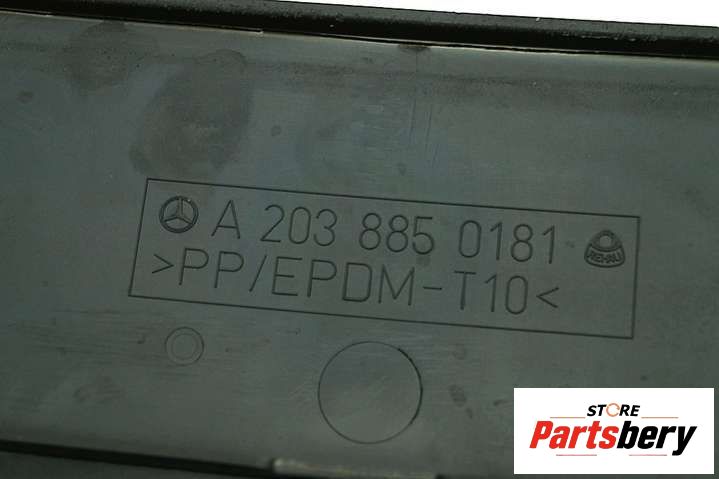 A 203 885 0181 REHAU
>PP/EPDM-T10<
STORE
Partsbery